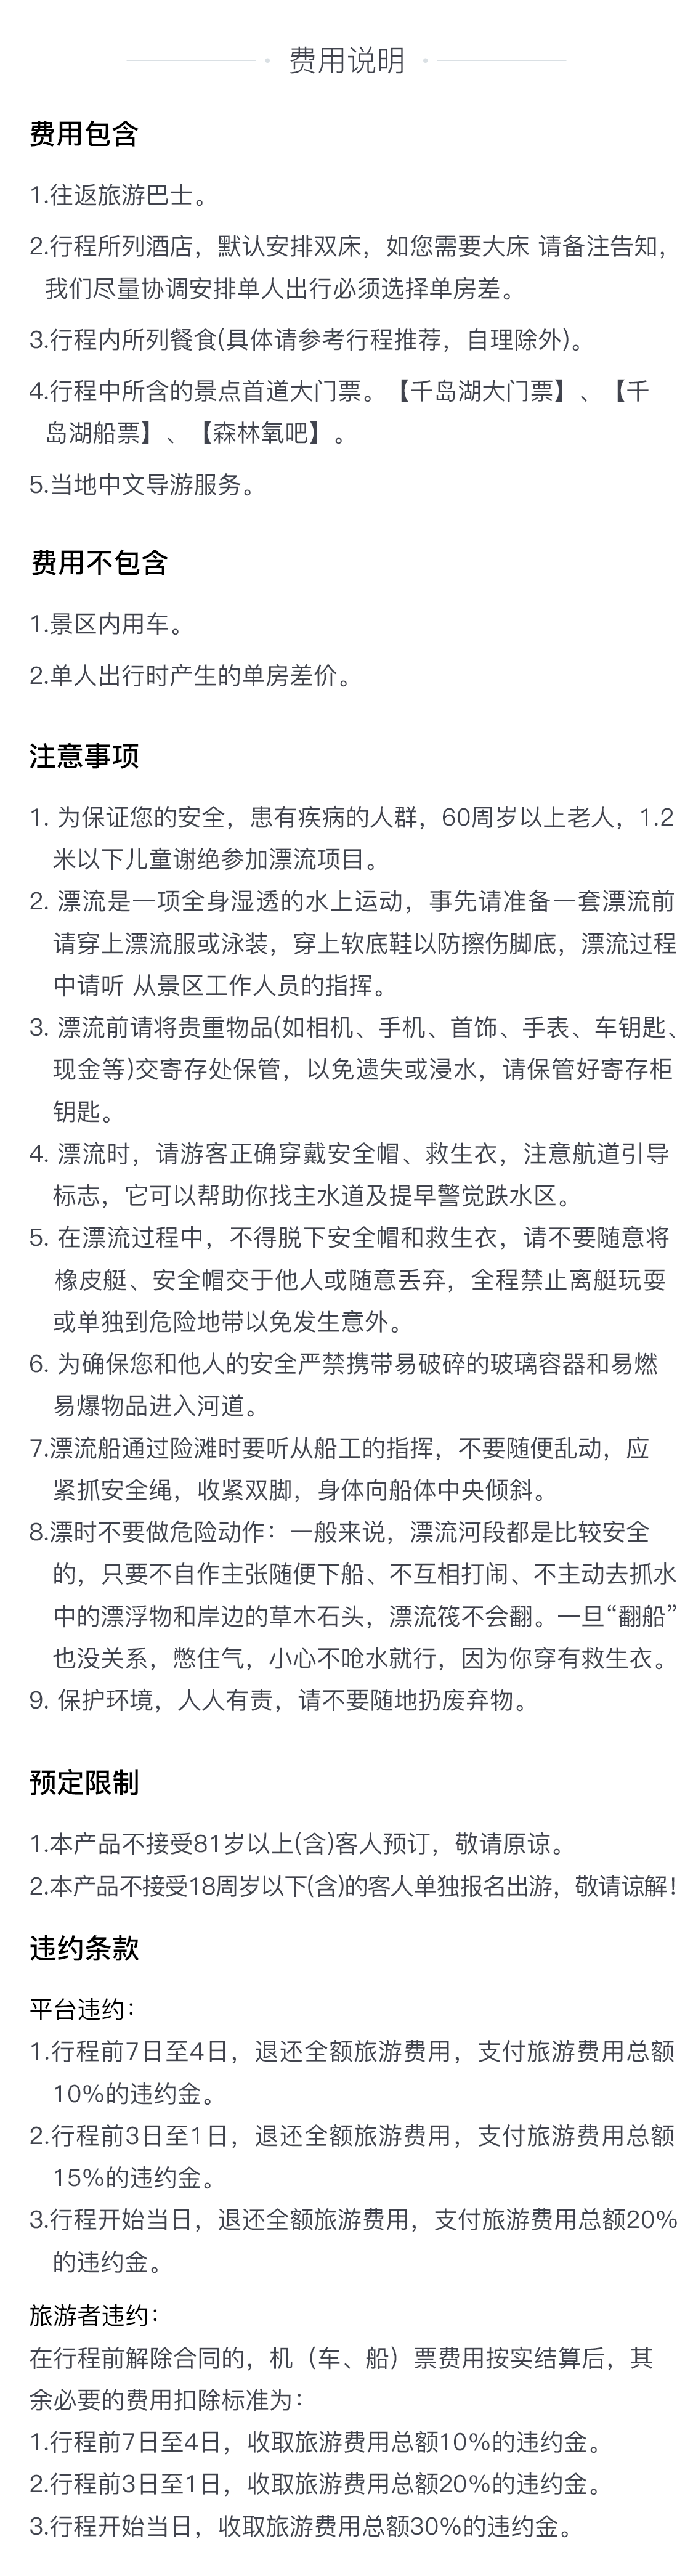 费用说明
费用包含
1.往返旅游巴士。
2.行程所列酒店，默认安排双床，如您需要大床 请备注告知，
我们尽量协调安排单人出行必须选择单房差。
3.行程内所列餐食(具体请参考行程推荐，自理除外)。
4.行程中所含的景点首道大门票。【千岛湖大门票】、【千
岛湖船票】、【森林氧吧】。
5.当地中文导游服务。
费用不包含
1.景区内用车。
2.单人出行时产生的单房差价。
注意事项
1. 为保证您的安全，患有疾病的人群，60周岁以上老人，1.2
米以下儿童谢绝参加漂流项目。
2. 漂流是一项全身湿透的水上运动，事先请准备一套漂流前
请穿上漂流服或泳装，穿上软底鞋以防擦伤脚底，漂流过程
中请听 从景区工作人员的指挥。
3. 漂流前请将贵重物品(如相机、手机、首饰、手表、车钥匙、
现金等)交寄存处保管，以免遗失或浸水，请保管好寄存柜
钥匙。
4. 漂流时，请游客正确穿戴安全帽、救生衣，注意航道引导
标志，它可以帮助你找主水道及提早警觉跌水区。
5. 在漂流过程中，不得脱下安全帽和救生衣，请不要随意将
橡皮艇、安全帽交于他人或随意丢弃，全程禁止离艇玩耍
或单独到危险地带以免发生意外。
6. 为确保您和他人的安全严禁携带易破碎的玻璃容器和易燃
易爆物品进入河道。
7.漂流船通过险滩时要听从船工的指挥，不要随便乱动，应
紧抓安全绳，收紧双脚，身体向船体中央倾斜。
8.漂时不要做危险动作：一般来说，漂流河段都是比较安全
的，只要不自作主张随便下船、不互相打闹、不主动去抓水
中的漂浮物和岸边的草木石头，漂流筏不会翻。一旦“翻船”
也没关系，憋住气，小心不呛水就行，因为你穿有救生衣。
9. 保护环境，人人有责，请不要随地扔废弃物。
预定限制
1.本产品不接受81岁以上(含)客人预订，敬请原谅。
2.本产品不接受18周岁以下(含)的客人单独报名出游，敬请谅解！
违约条款
平台违约：
1.行程前7日至4日，退还全额旅游费用，支付旅游费用总额
10%的违约金。
2.行程前3日至1日，退还全额旅游费用，支付旅游费用总额
15%的违约金。
3.行程开始当日，退还全额旅游费用，支付旅游费用总额20%
的违约金。
旅游者违约：
在行程前解除合同的，机（车、船）票费用按实结算后，其
余必要的费用扣除标准为：
1.行程前7日至4日，收取旅游费用总额10%的违约金。
2.行程前3日至1日，收取旅游费用总额20%的违约金。
3.行程开始当日，收取旅游费用总额30%的违约金。